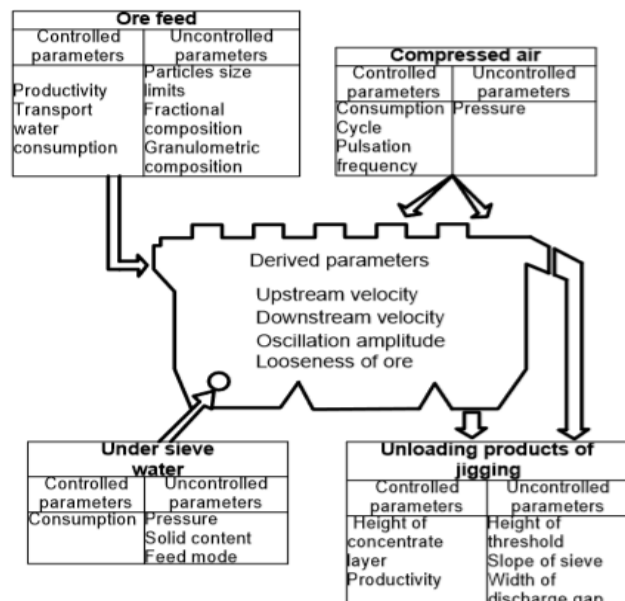 Ore feed
Controlled parameters
Uncontrolled parameters
Productivity
Transport
water
consumption
Particles size
limits
Fractional
composition
Granulometric
composition
Compressed air
Controlled parameters
Uncontrolled parameters
Consumption
Cycle
Pulsation
frequency
Pressure
Derived parameters
Upstream velocity
Downstream velocity
Oscillation amplitude
Looseness of ore
Under sieve
water
Controlled parameters
Uncontrolled parameters
Consumption
Pressure
Solid content
Feed mode
Unloading products of
jigging
Controlled parameters
Uncontrolled parameters
Height of
concentrate
layer
Productivity
Height of
threshold
Slope of sieve
Width of
discharge gap